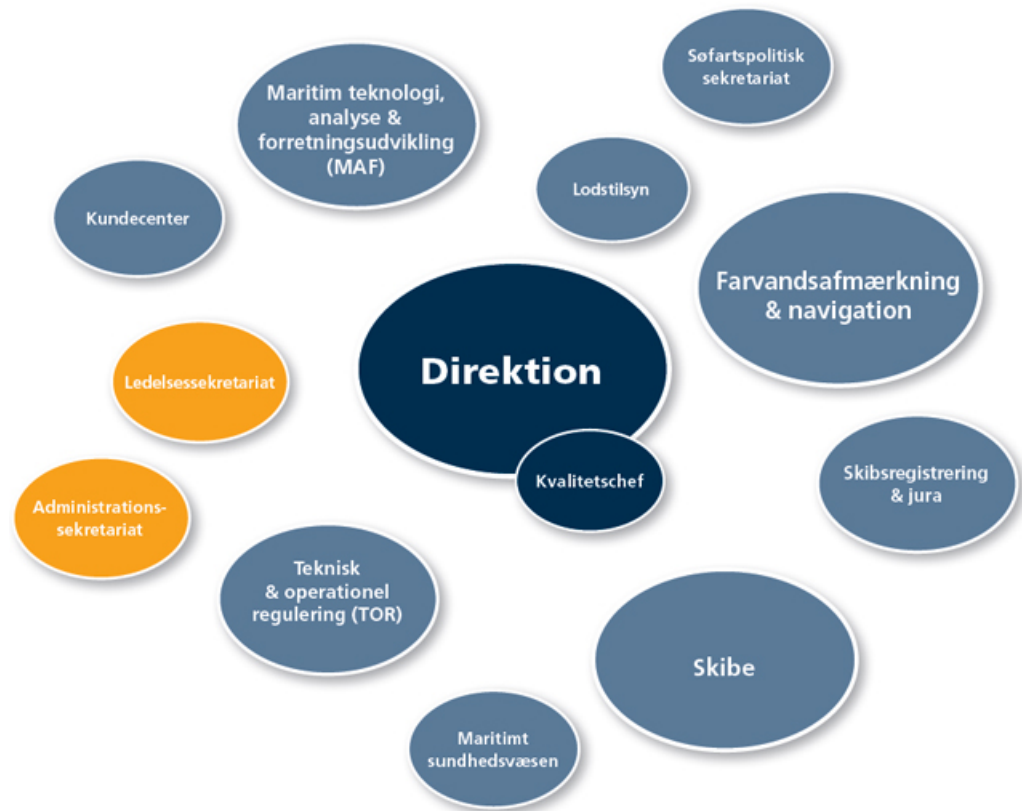 Søfartspolitisk
sekretariat
Maritim teknologi,
analyse &
forretningsudvikling
(MAF)
Lodstilsyn
Kundecenter
Farvandsafmærkning
& navigation
Direktion
Ledelsessekretariat
Kvalitetschef
Skibsregistrering
& jura
Administrations-
sekretariat
Teknisk
& operationel
regulering (TOR)
Skibe
Maritimt
sundhedsvæsen